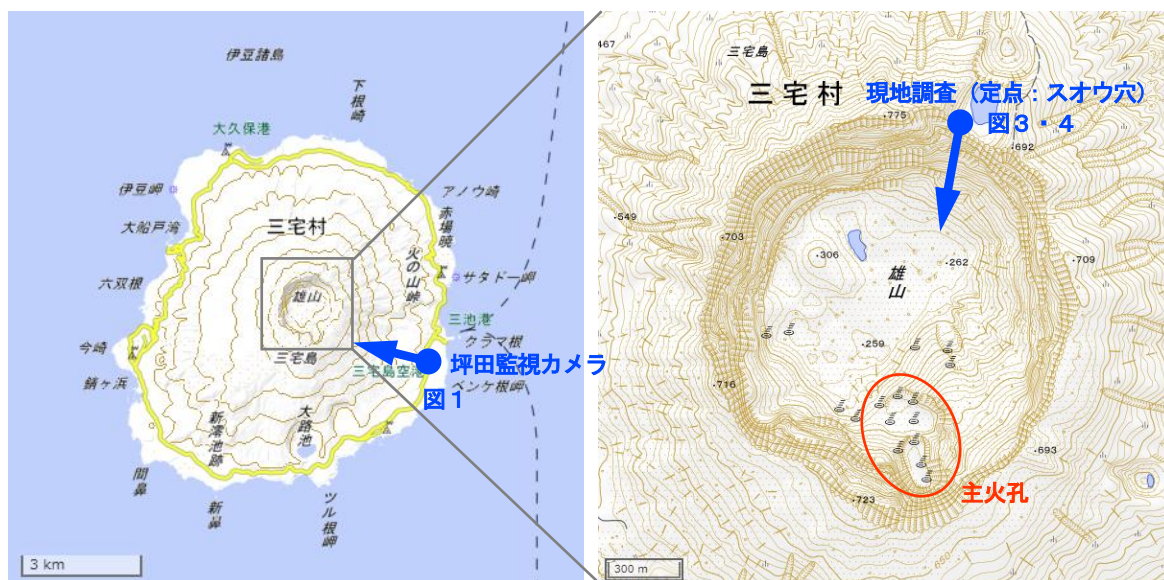 伊豆諸島
下根崎
大久保港
伊豆岬
アノウ崎
赤場暁
大船戸湾
三宅村
火の山峠
サタドー岬
六双根
雄山
三池港
今崎
三宅島
クラマ根
坪田監視カメラ
三宅島空港
ベンケ根岬
図1
錆ヶ浜
新澪池跡
大路池
間鼻
新鼻
ツル根岬
3 km
467
三宅島
三宅村
現地調査（定点：スオウ穴）
図3・4
775
692
549
703
709
306
262
雄山
259
716
693
主火孔
723
650
300 m